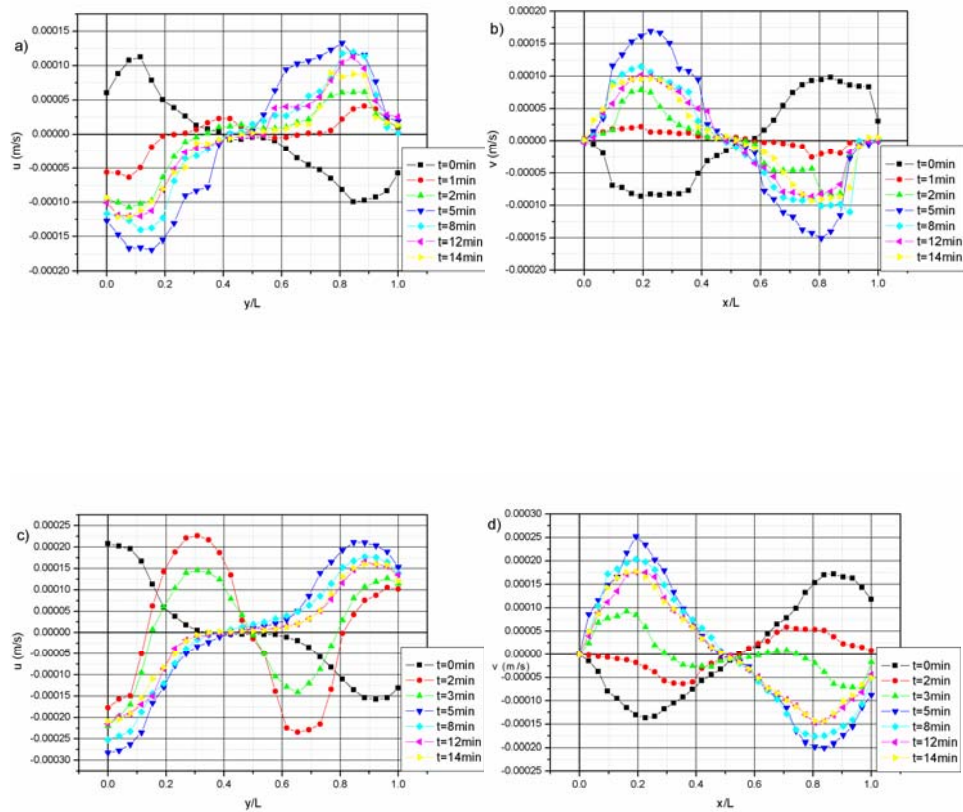 a)
u (m/s)
0.00015
0.00010
0.00005
0.00000
-0.00005
-0.00010
-0.00015
-0.00020
0.0 0.2 0.4 0.6 0.8 1.0
y/L
t=0min
t=1min
t=2min
t=5min
t=8min
t=12min
t=14min
b)
v (m/s)
0.00020
0.00015
0.00010
0.00005
0.00000
-0.00005
-0.00010
-0.00015
-0.00020
0.0 0.2 0.4 0.6 0.8 1.0
x/L
t=0min
t=1min
t=2min
t=5min
t=8min
t=12min
t=14min
c)
u (m/s)
0.00025
0.00020
0.00015
0.00010
0.00005
0.00000
-0.00005
-0.00010
-0.00015
-0.00020
-0.00025
-0.00030
0.0 0.2 0.4 0.6 0.8 1.0
y/L
t=0min
t=2min
t=3min
t=5min
t=8min
t=12min
t=14min
d)
v (m/s)
0.00030
0.00025
0.00020
0.00015
0.00010
0.00005
0.00000
-0.00005
-0.00010
-0.00015
-0.00020
-0.00025
0.0 0.2 0.4 0.6 0.8 1.0
x/L
t=0min
t=2min
t=3min
t=5min
t=8min
t=12min
t=14min